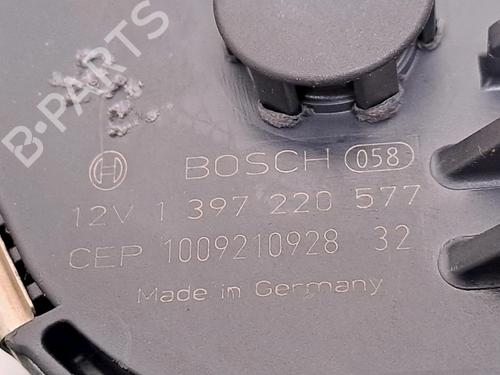 B-PARTS
BOSCH 058
12V 1 397 220 577
CEP 1009210928 32
Made in Germany